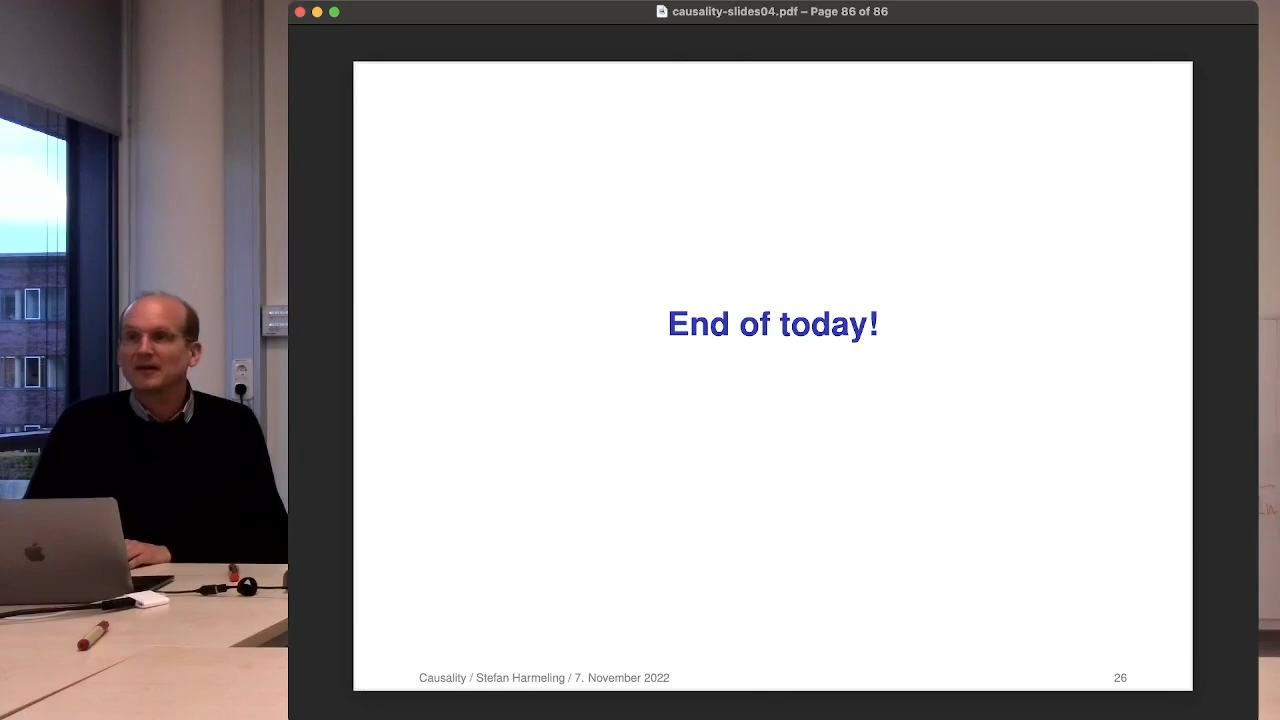 causality-slides04.pdf – Page 86 of 86
End of today!
Causality / Stefan Harmeling / 7. November 2022
26